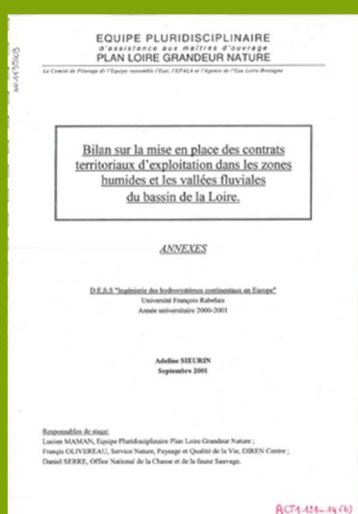 EQUIPE PLURIDISCIPLINAIRE
d'assistance aux maîtres d'ouvrage
PLAN LOIRE GRANDEUR NATURE
Le Comité de Pilotage de l'Equipe rassemble l'Etat, l'EPALA et l'Agence de l'Eau Loire-Bretagne
Bilan sur la mise en place des contrats
territoriaux d'exploitation dans les zones
humides et les vallées fluviales
du bassin de la Loire.
ANNEXES
D.E.S.S "Ingénierie des hydrosystèmes continentaux en Europe"
Université François Rabelais
Année universitaire 2000-2001
Adeline SIEURIN
Septembre 2001
Responsables de stage:
Lucien MAMAN, Equipe Pluridisciplinaire Plan Loire Grandeur Nature ;
François OLIVEREAU, Service Nature, Paysage et Qualité de la Vie, DIREN Centre ;
Daniel SERRE, Office National de la Chasse et de la faune Sauvage.